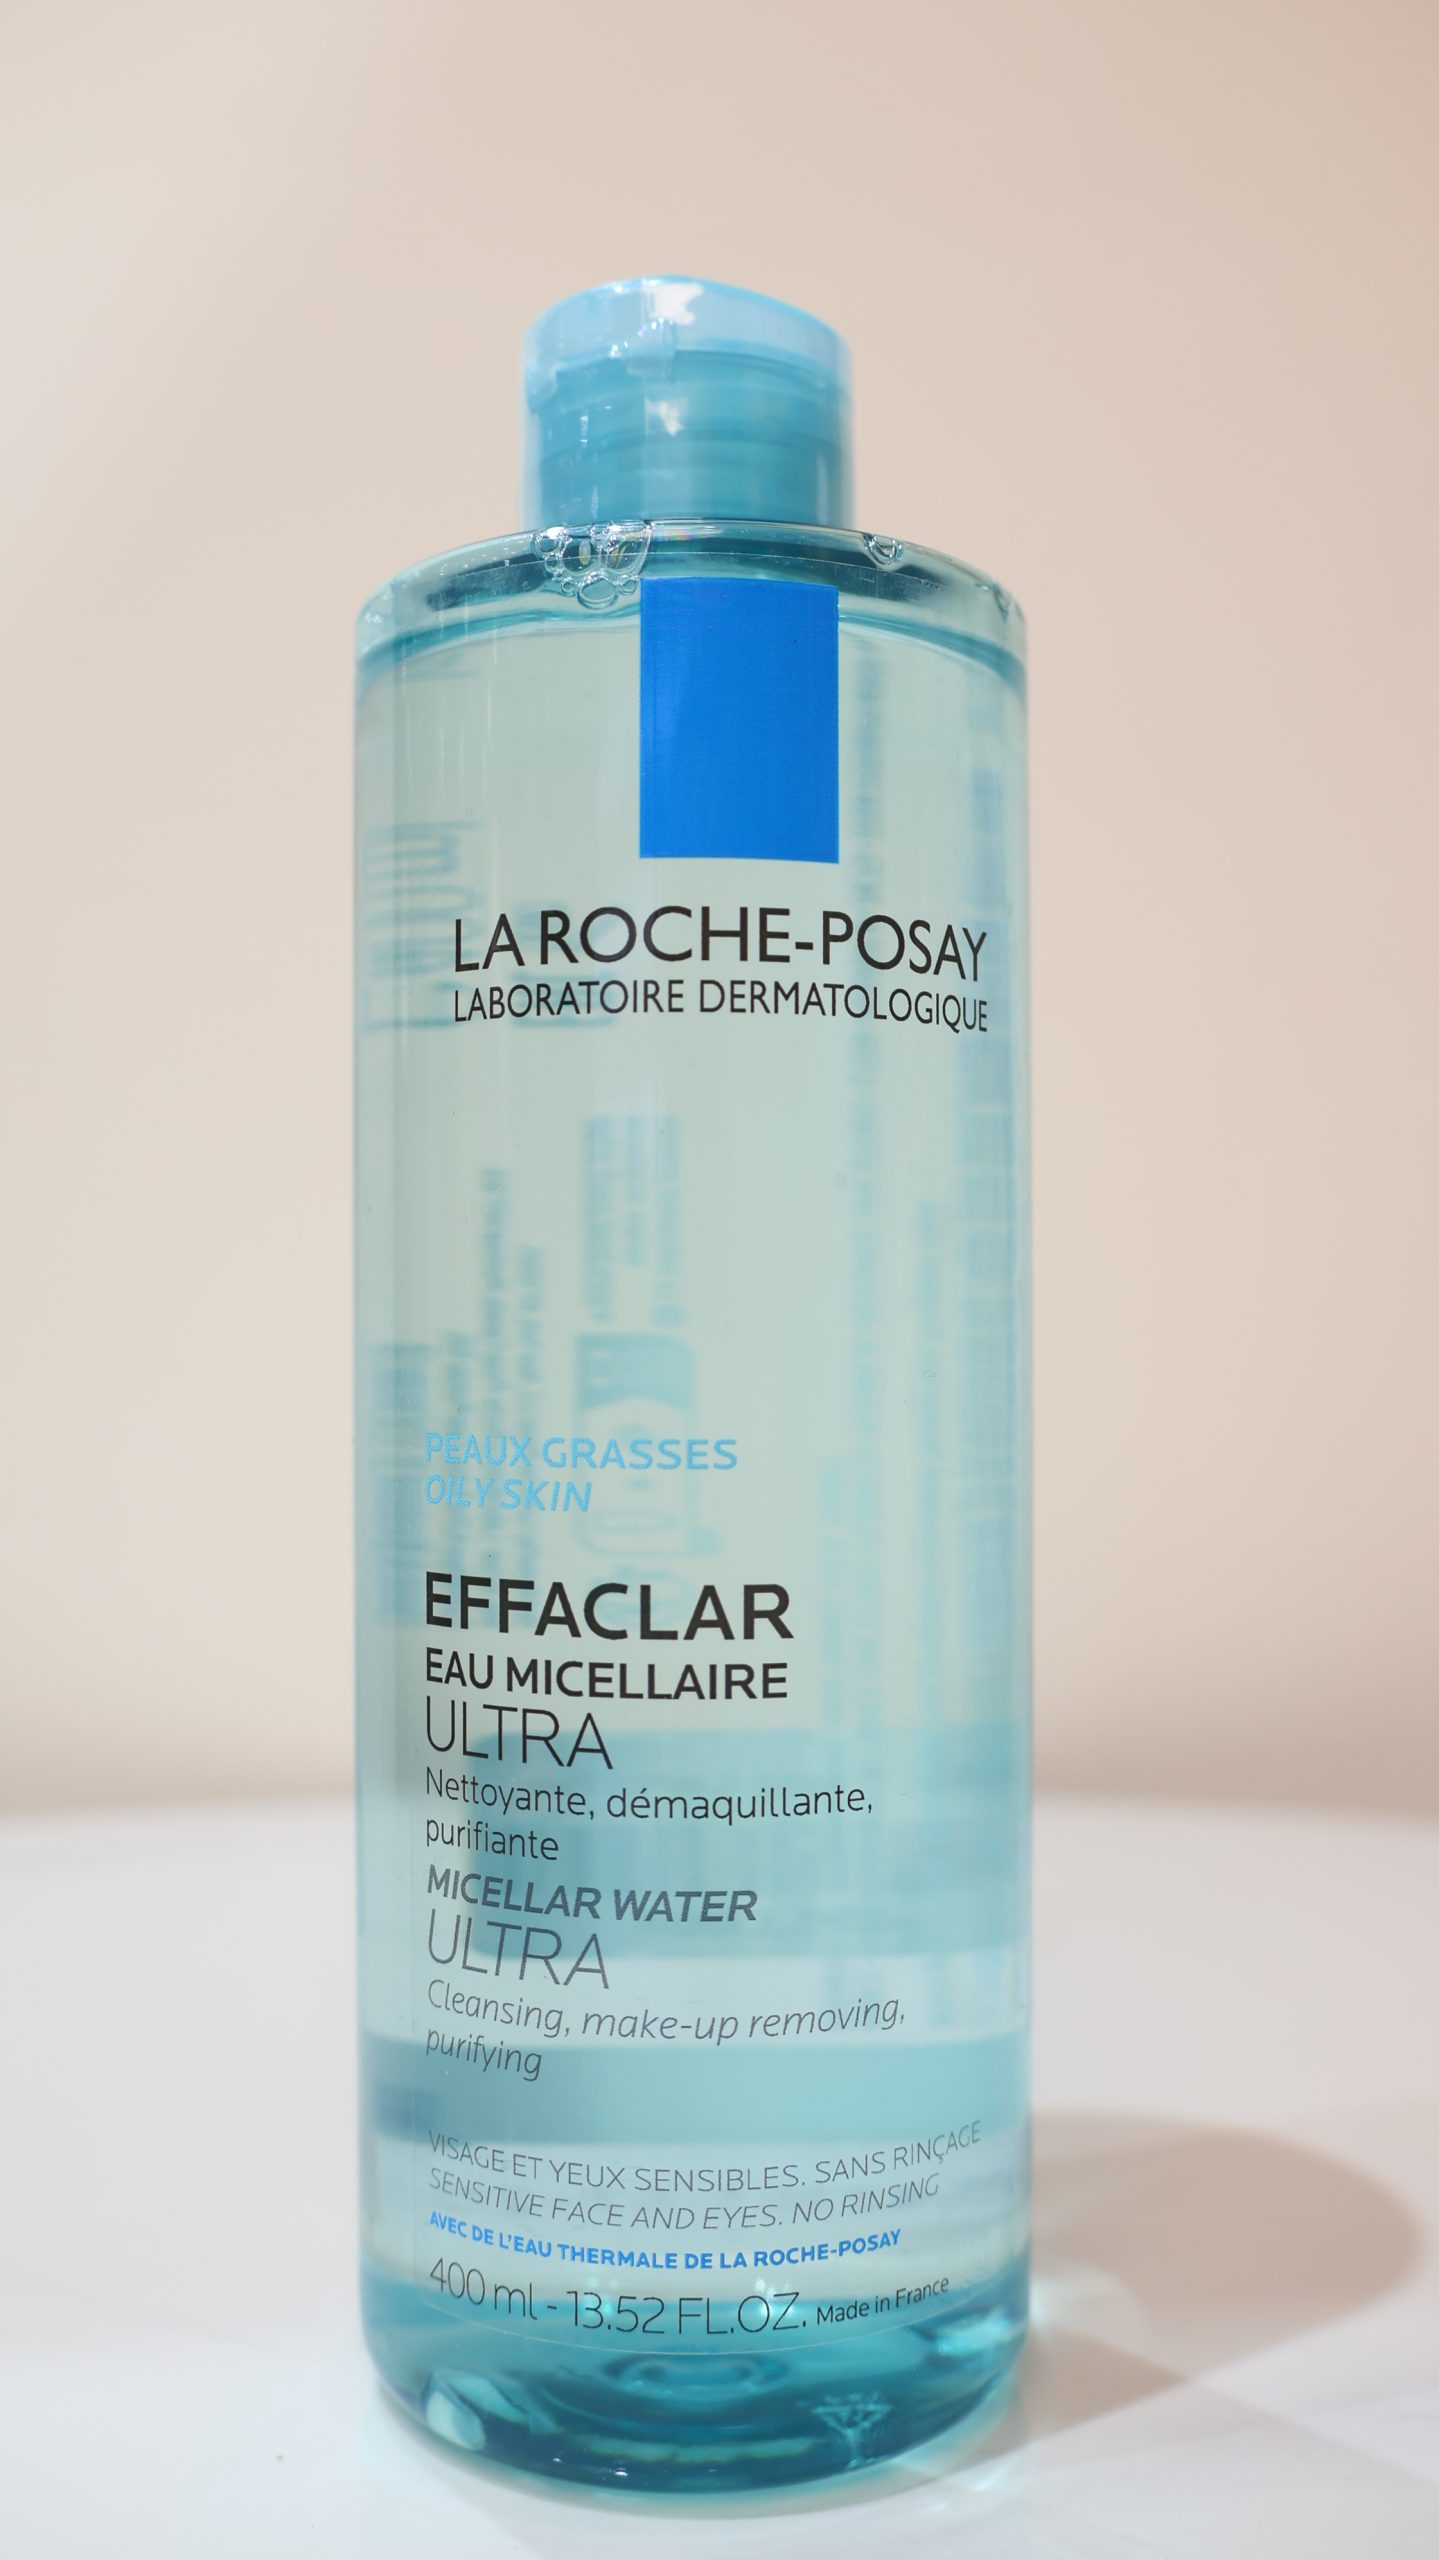 LA ROCHE-POSAY
LABORATOIRE DERMATOLOGIQUE
PEAUX GRASSES
OILY SKIN
EFFACLAR
EAU MICELLAIRE
ULTRA
Nettoyante, démaquillante,
purifiante
MICELLAR WATER
ULTRA
Cleansing, make-up removing,
purifying
VISAGE ET YEUX SENSIBLES. SANS RINÇAGE
SENSITIVE FACE AND EYES. NO RINSING
AVEC DE L'EAU THERMALE DE LA ROCHE-POSAY
400 ml - 13.52 FL.OZ. Made in France